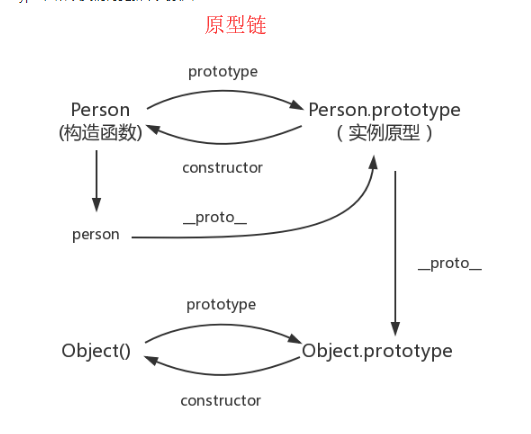 原型链
prototype
Person
(构造函数)
Person.prototype
（实例原型）
constructor
person
__proto__
__proto__
prototype
Object()
Object.prototype
constructor